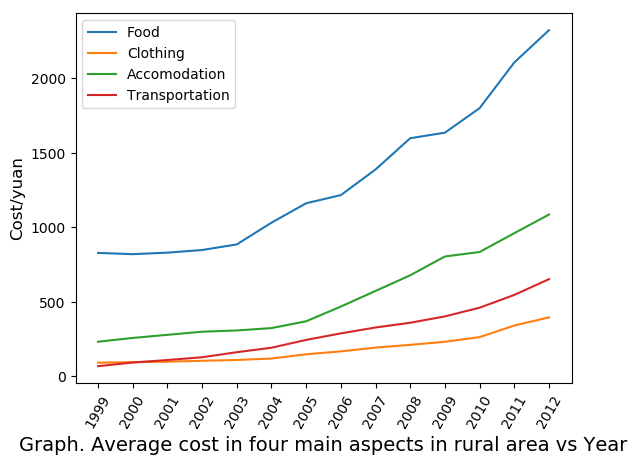 Food
Clothing
Accomodation
Transportation
Cost/yuan
2000
1500
1000
500
0
1999 2000 2001 2002 2003 2004 2005 2006 2007 2008 2009 2010 2011 2012
Graph. Average cost in four main aspects in rural area vs Year